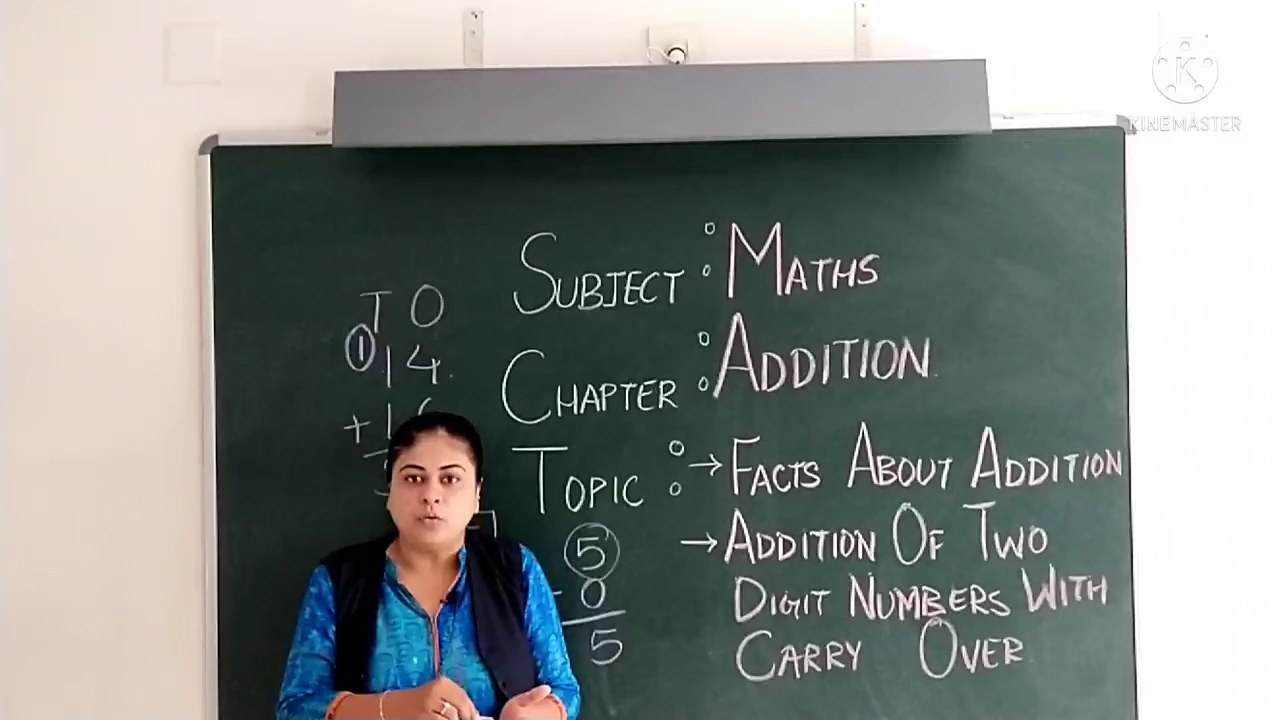 SUBJECT : MATHS
CHAPTER : ADDITION
TOPIC : → FACTS ABOUT ADDITION
→ ADDITION OF TWO
DIGIT NUMBERS WITH
CARRY OVER
T O
1
14
+1
5
0
5
KINEMASTER